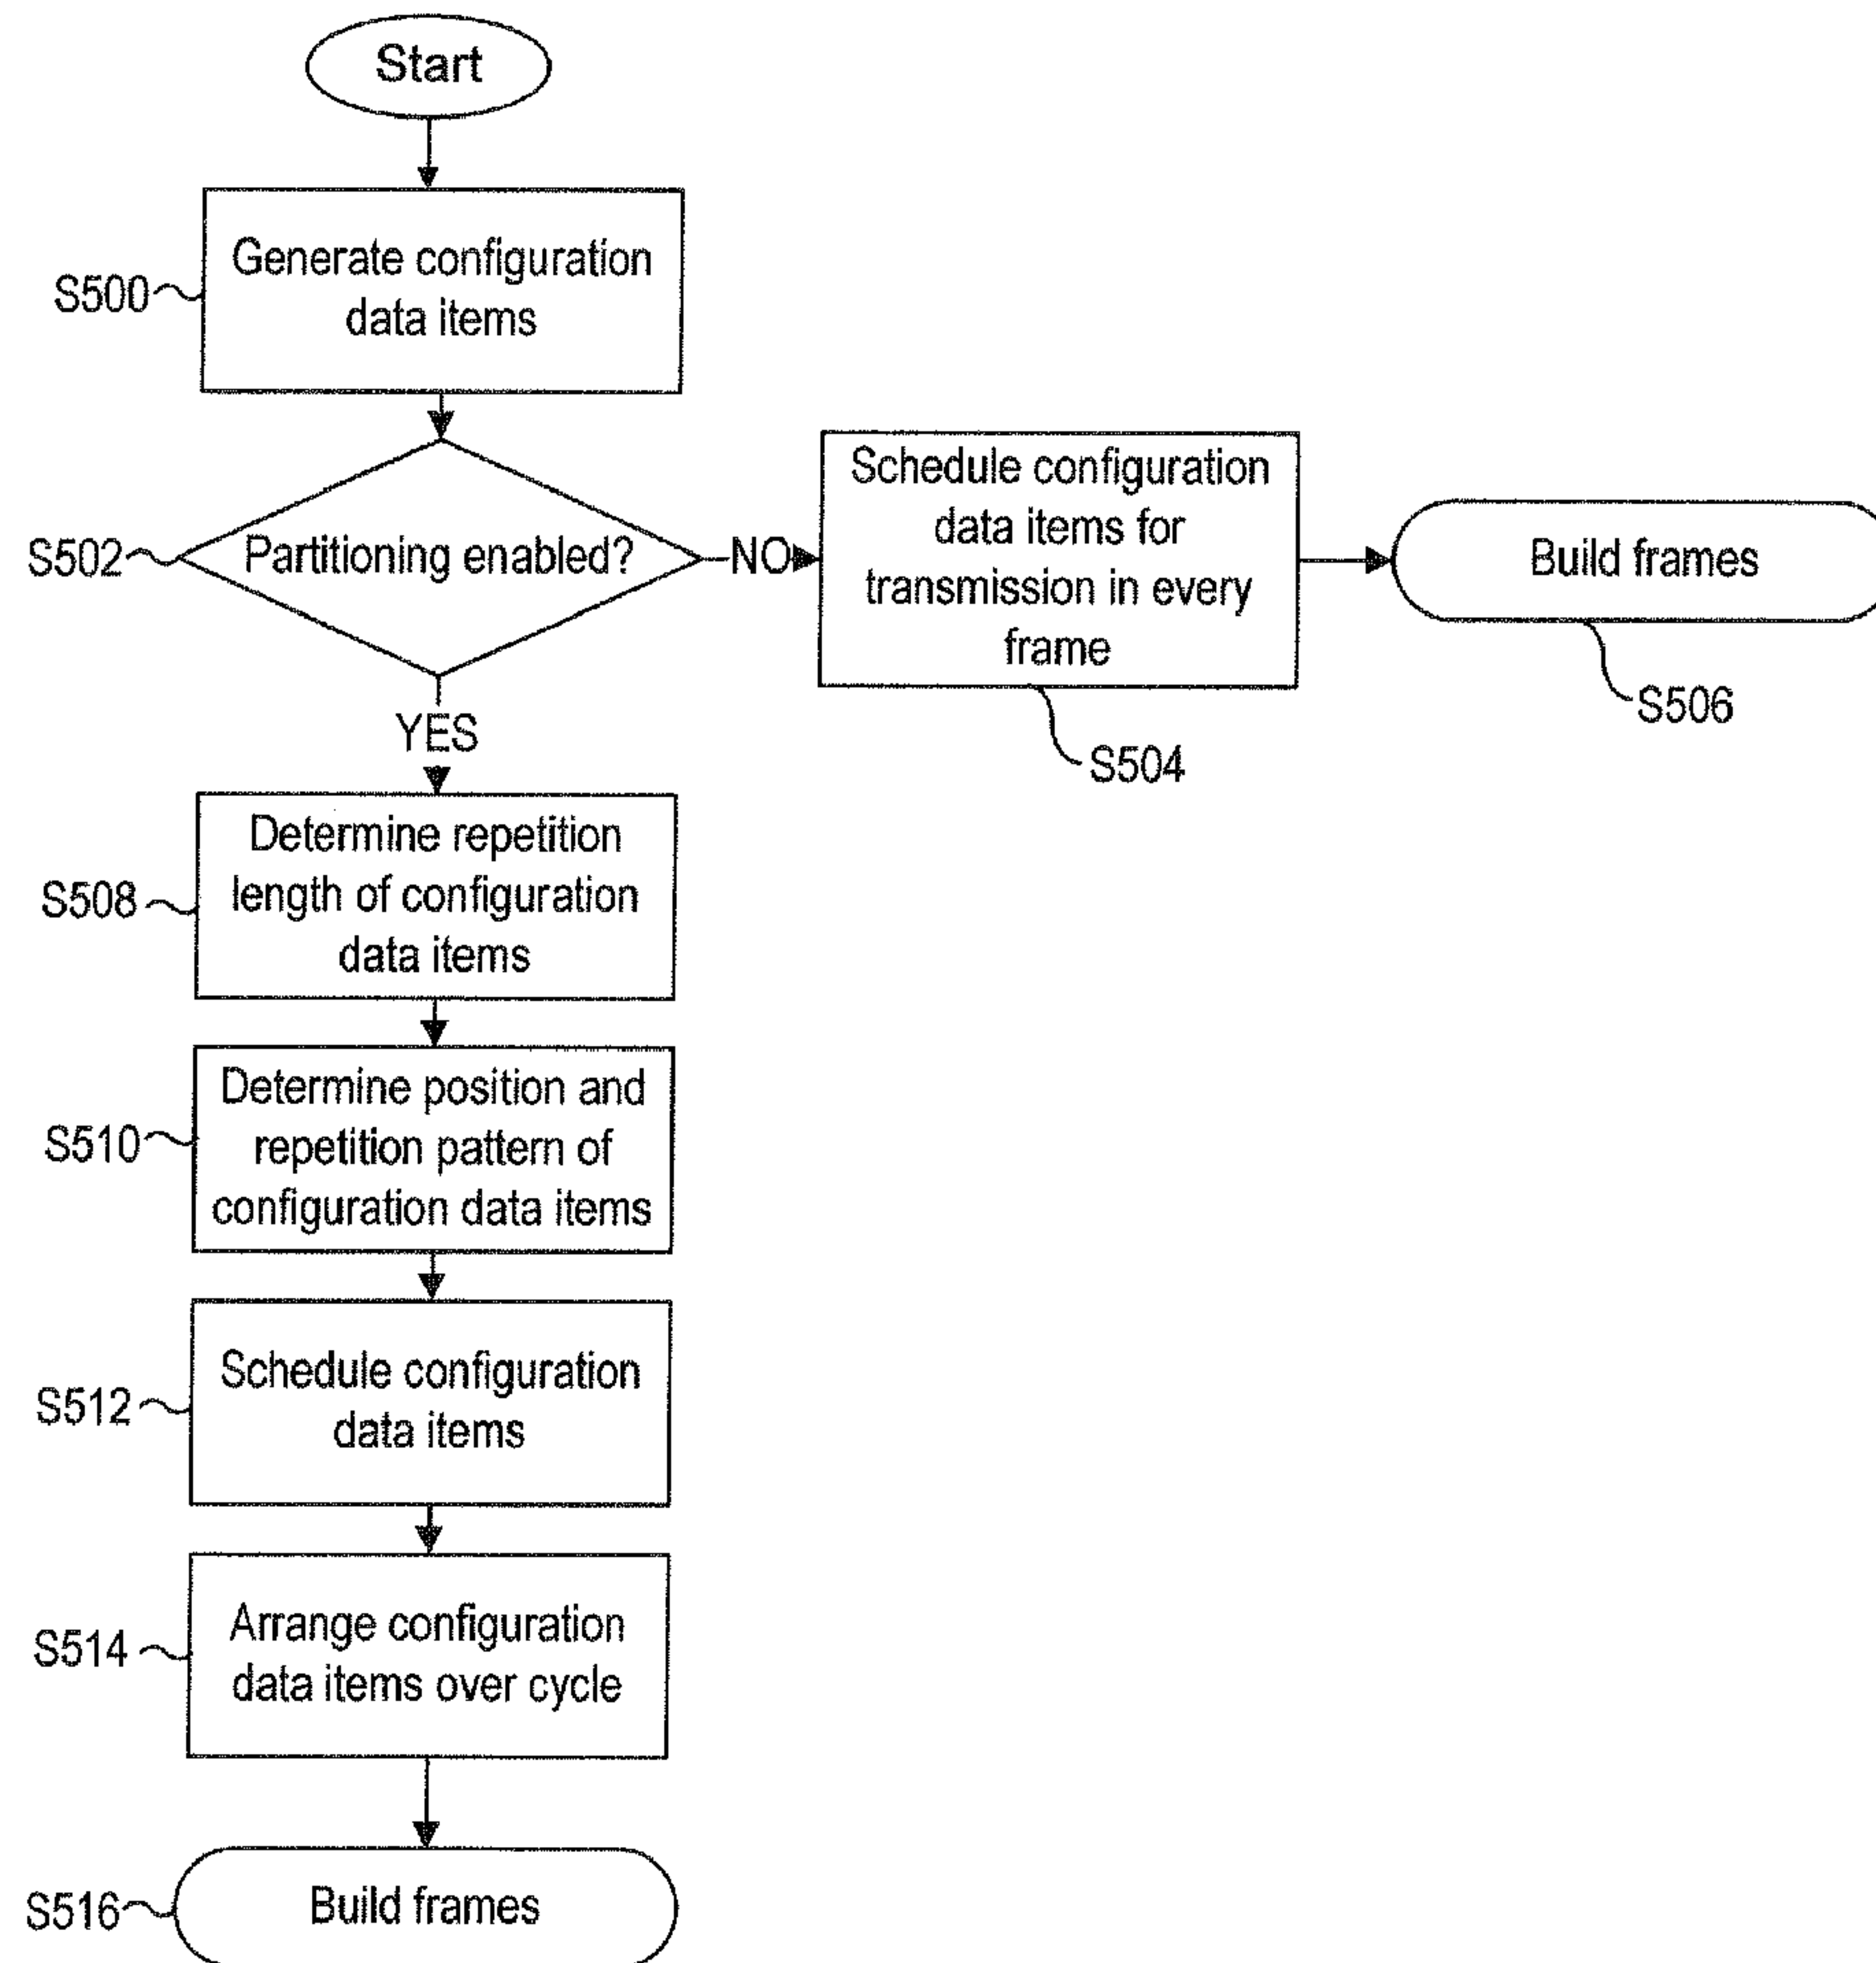 Start
S500
Generate configuration
data items
S502
Partitioning enabled?
NO
Schedule configuration
data items for
transmission in every
frame
S504
Build frames
S506
YES
S508
Determine repetition
length of configuration
data items
S510
Determine position and
repetition pattern of
configuration data items
S512
Schedule configuration
data items
S514
Arrange configuration
data items over cycle
S516
Build frames